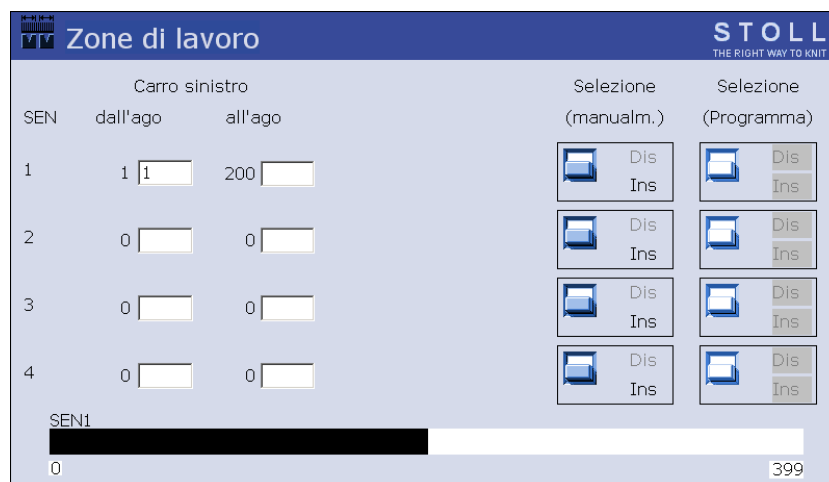 Zone di lavoro
STOLL
THE RIGHT WAY TO KNIT
Carro sinistro Selezione Selezione
SEN dall'ago all'ago (manualm.) (Programma)
1 1 1 200 Dis Ins Dis Ins
2 0 0 Dis Ins Dis Ins
3 0 0 Dis Ins Dis Ins
4 0 0 Dis Ins Dis Ins
SEN1
0 399